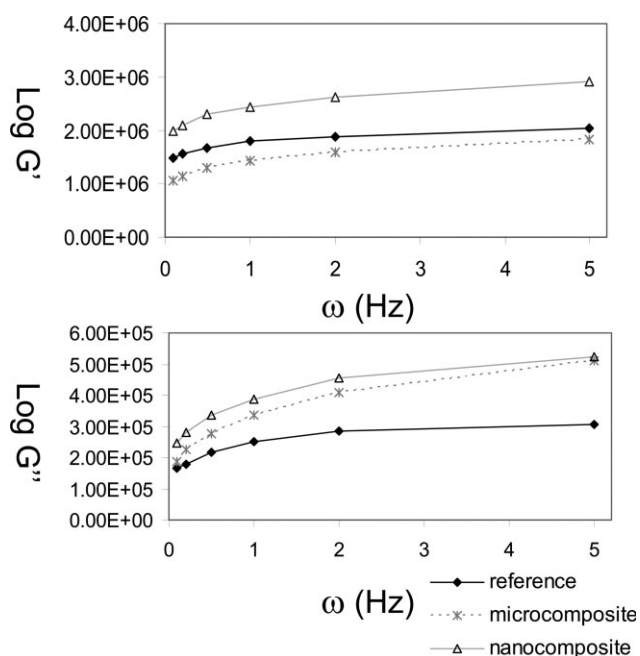 4.00E+06
3.00E+06
2.00E+06
1.00E+06
0.00E+00
Log G'
0 1 2 3 4 5
ω (Hz)
6.00E+05
5.00E+05
4.00E+05
3.00E+05
2.00E+05
1.00E+05
0.00E+00
Log G''
0 1 2 3 4 5
ω (Hz)
reference
microcomposite
nanocomposite